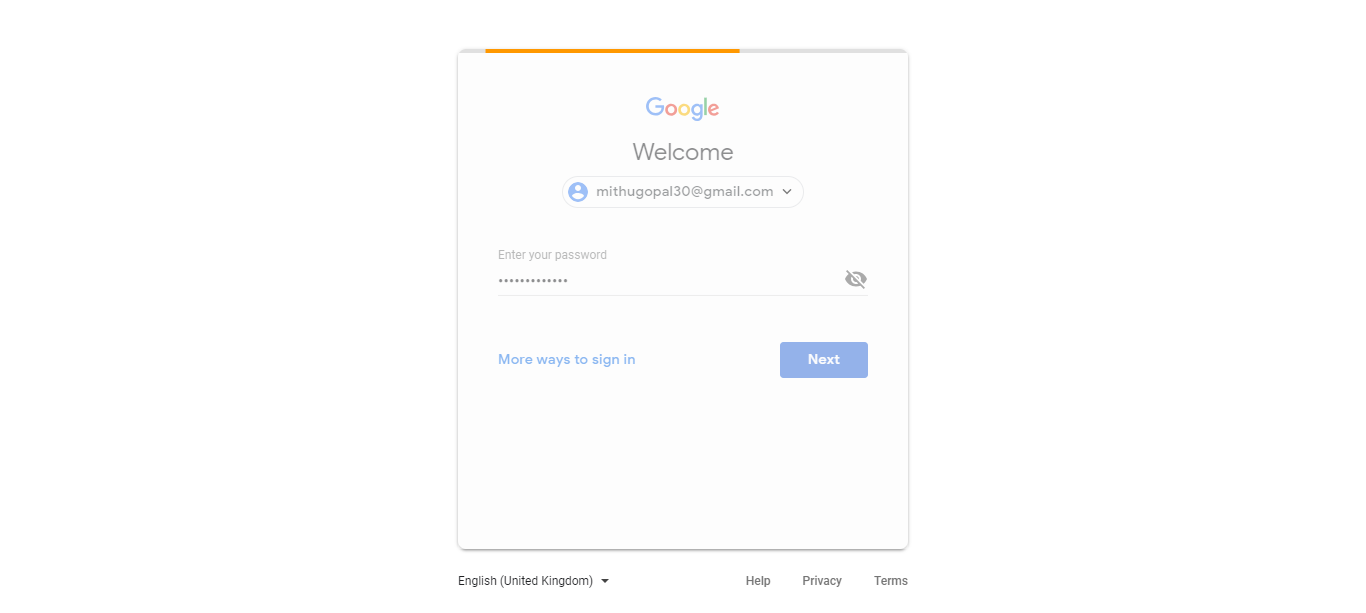 Google
Welcome
mithugopal30@gmail.com
Enter your password
•••••••••••••
More ways to sign in
Next
English (United Kingdom)
Help Privacy Terms